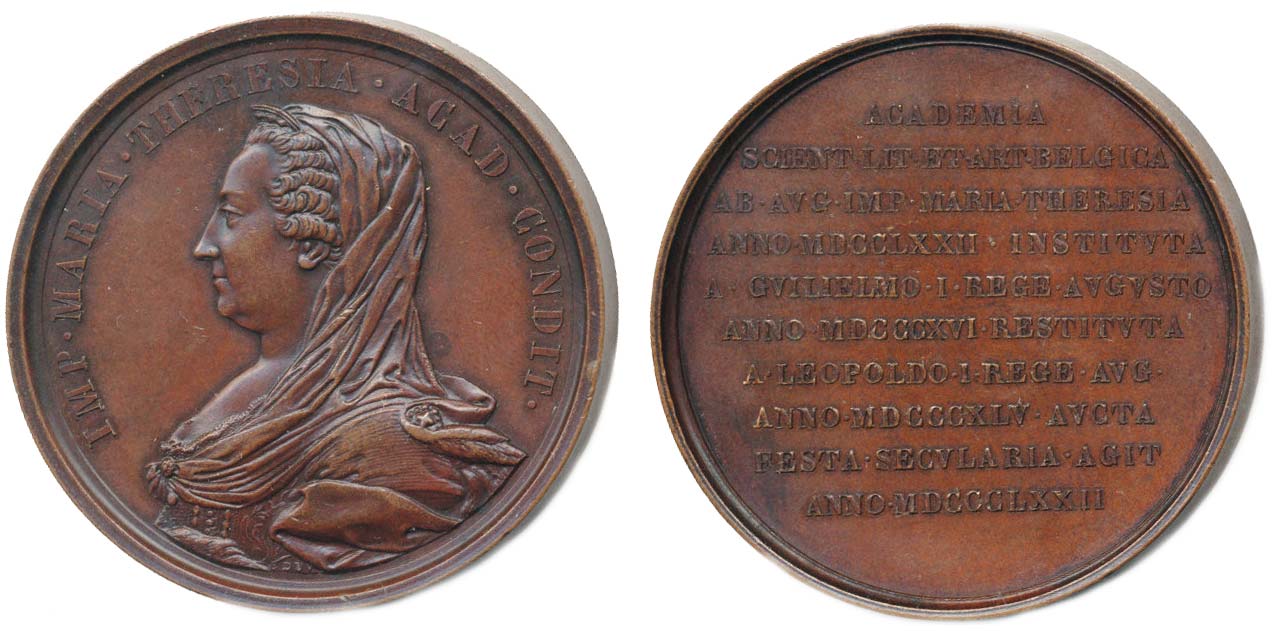 IMP · MARIA · THERESIA · ACAD · CONDIT ·
ACADEMIA
SCIENT·LIT·ET·ART·BELGICA
AB·AVG·IMP·MARIA·THERESIA
ANNO·MDCCLXXII·INSTITVTA
A·GVILIELMO·I·REGE·AVGVSTO
ANNO·MDCCCXVI·RESTITVTA
A·LEOPOLDO·I·REGE·AVG·
ANNO·MDCCCXLV·AVCTA
FESTA·SECVLARIA·AGIT
ANNO·MDCCCLXXII